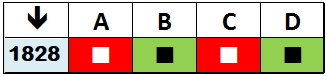 🡳 A B C D
1828 ■ ■ ■ ■